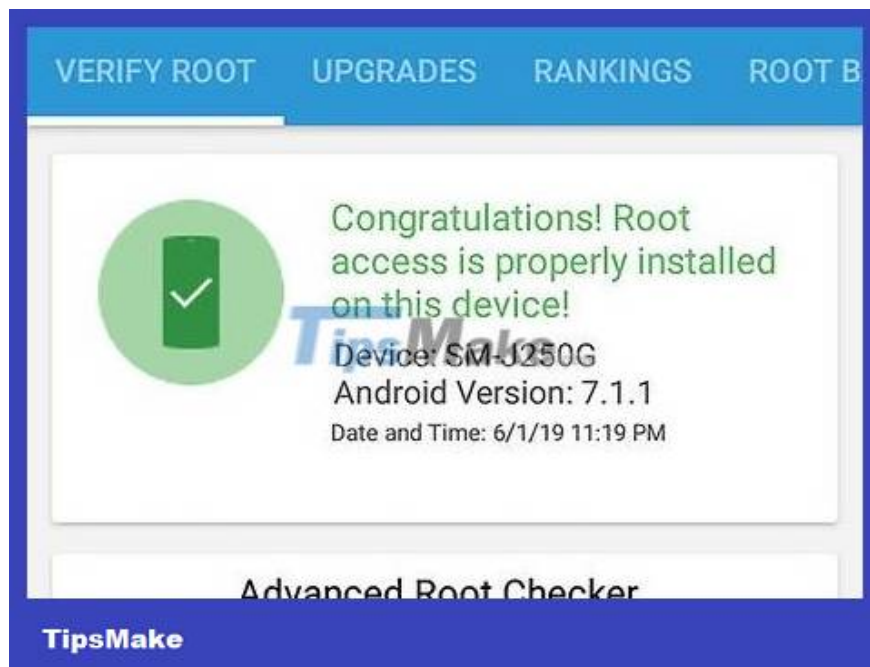 VERIFY ROOT UPGRADES RANKINGS ROOT B
Congratulations! Root
access is properly installed
on this device!
TipsMake
Device: SM-J250G
Android Version: 7.1.1
Date and Time: 6/1/19 11:19 PM
Advanced Root Checker
TipsMake